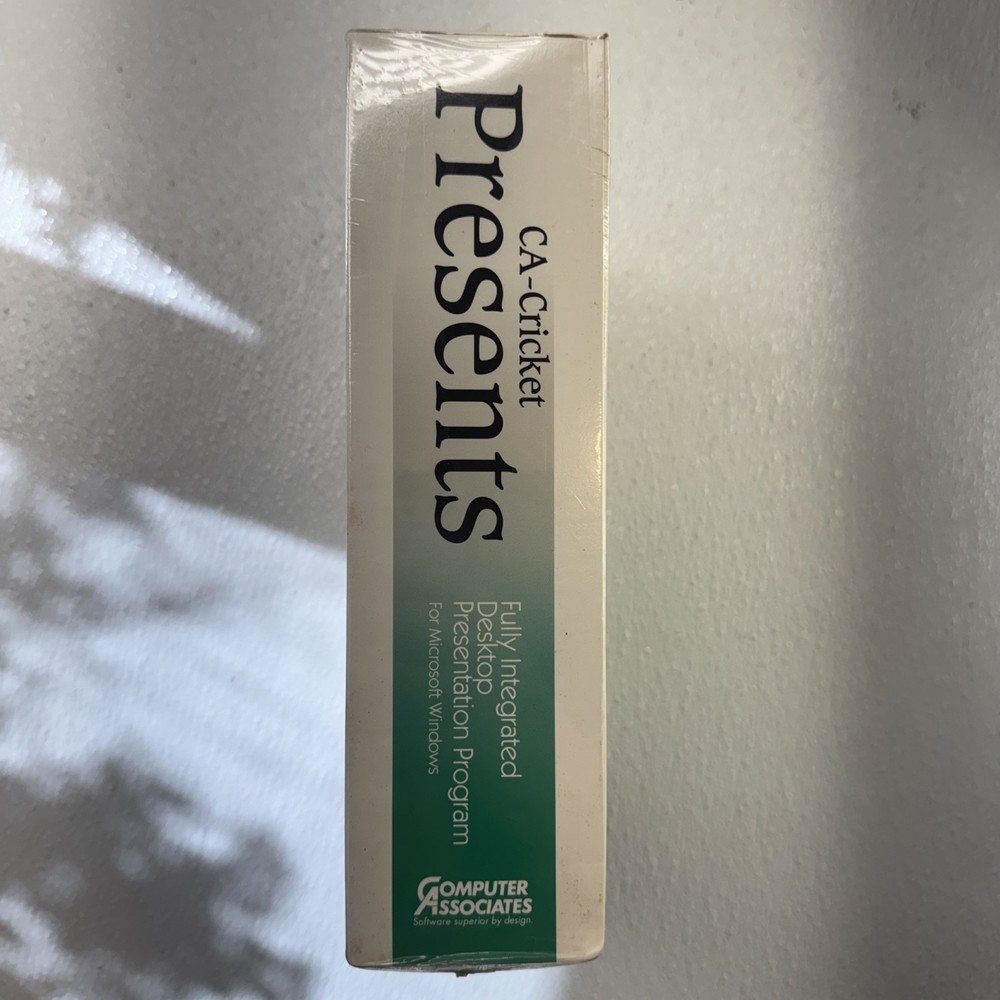 CA-Cricket
Presents
Fully Integrated
Desktop
Presentation Program
For Microsoft Windows
COMPUTER
ASSOCIATES
Software superior by design.